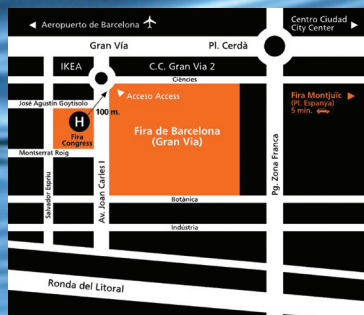 Aeropuerto de Barcelona
Centro Ciudad
City Center
Gran Vía
Pl. Cerdà
IKEA
C.C. Gran Via 2
Ciències
José Agustín Goytisolo
Acceso Access
100 m.
H
Fira
Congress
Fira de Barcelona
(Gran Via)
Fira Montjuïc
(Pl. Espanya)
5 min.
Montserrat Roig
Salvador Espriu
Av. Joan Carles I
Pg. Zona Franca
Botànica
Indústria
Ronda del Litoral